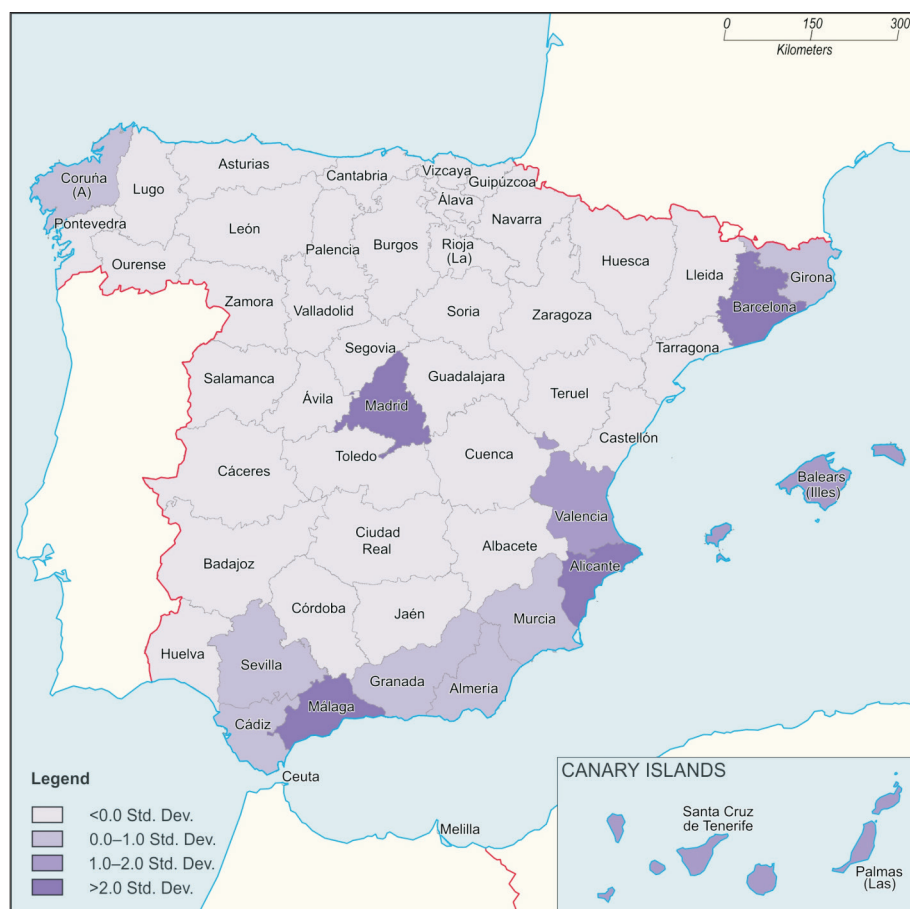 0 150 300
Kilometers
Coruńa
(A)
Lugo
Asturias
Cantabria
Vizcaya
Guipúzcoa
Álava
Navarra
Pontevedra
Ourense
León
Palencia
Burgos
Rioja
(La)
Huesca
Lleida
Girona
Barcelona
Zamora
Valladolid
Soria
Zaragoza
Tarragona
Segovia
Salamanca
Ávila
Madrid
Guadalajara
Teruel
Castellón
Cáceres
Toledo
Cuenca
Valencia
Balears
(Illes)
Badajoz
Ciudad
Real
Albacete
Alicante
Huelva
Sevilla
Córdoba
Jaén
Murcia
Cádiz
Málaga
Granada
Almería
Ceuta
Melilla
Legend
<0.0 Std. Dev.
0.0–1.0 Std. Dev.
1.0–2.0 Std. Dev.
>2.0 Std. Dev.
CANARY ISLANDS
Santa Cruz
de Tenerife
Palmas
(Las)